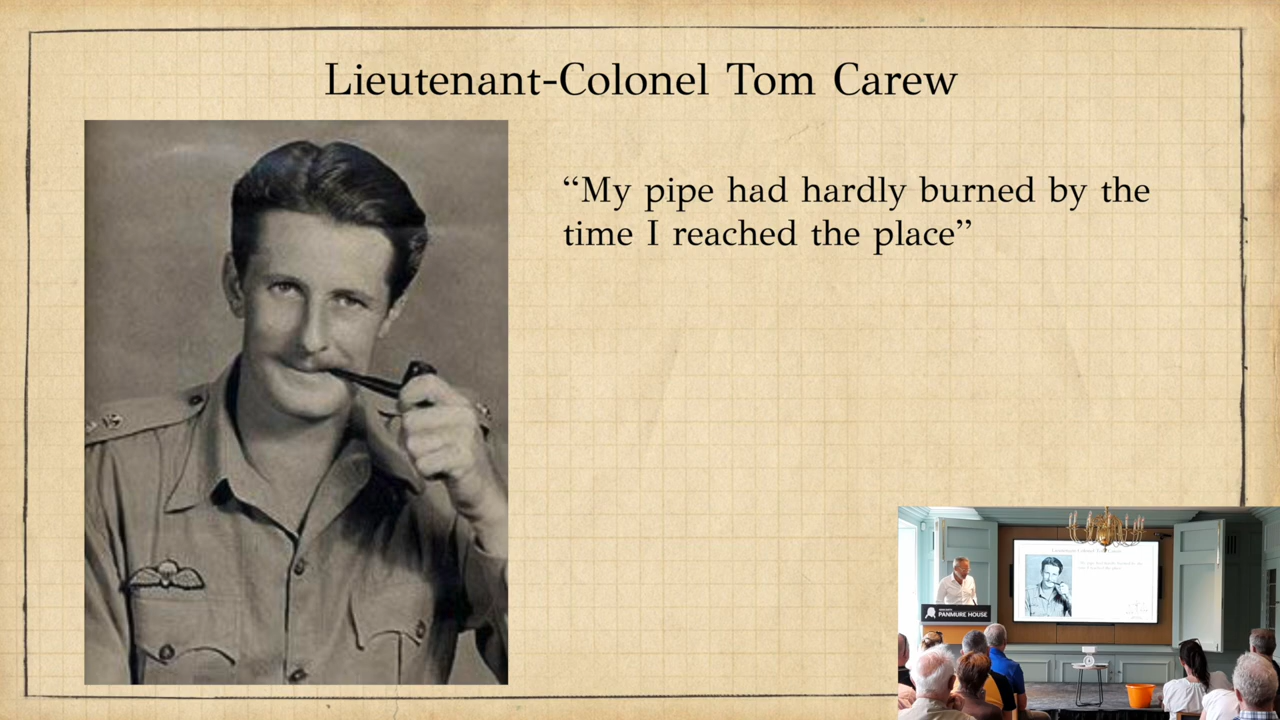 Lieutenant-Colonel Tom Carew
“My pipe had hardly burned by the
time I reached the place”
PANMURE HOUSE